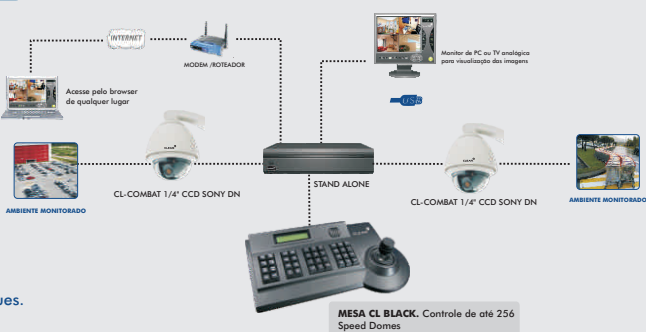 INTERNET
MODEM /ROTEADOR
Monitor de PC ou TV analógica
para visualização das imagens
USB
Acesse pelo browser
de qualquer lugar
CL-COMBAT 1/4" CCD SONY DN
STAND ALONE
CL-COMBAT 1/4" CCD SONY DN
AMBIENTE MONITORADO
AMBIENTE MONITORADO
ues.
MESA CL BLACK. Controle de até 256
Speed Domes